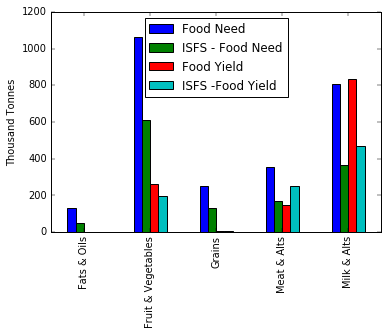 1200
1000
800
600
400
200
0
Thousand Tonnes
Food Need
ISFS - Food Need
Food Yield
ISFS -Food Yield
Fats & Oils
Fruit & Vegetables
Grains
Meat & Alts
Milk & Alts